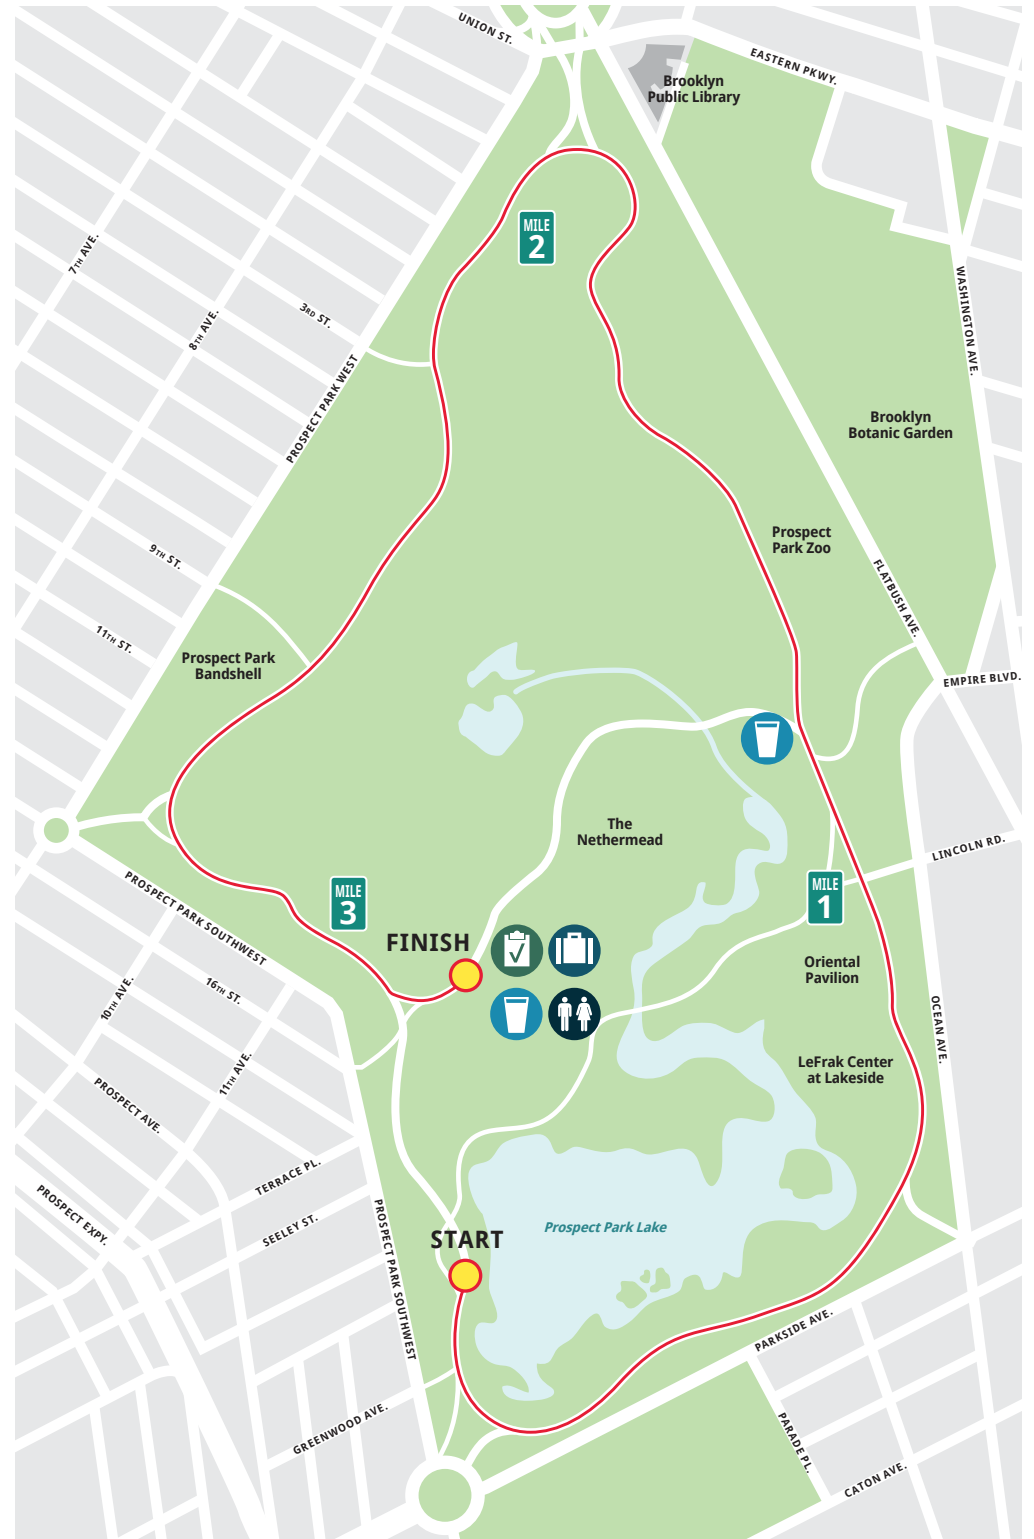 UNION ST.
EASTERN PKWY.
Brooklyn
Public Library
MILE
2
7TH AVE.
8TH AVE.
3RD ST.
PROSPECT PARK WEST
WASHINGTON AVE.
Brooklyn
Botanic Garden
9TH ST.
Prospect
Park Zoo
FLATBUSH AVE.
11TH ST.
Prospect Park
Bandshell
EMPIRE BLVD.
The
Nethermead
LINCOLN RD.
PROSPECT PARK SOUTHWEST
MILE
3
MILE
1
FINISH
Oriental
Pavilion
16TH ST.
10TH AVE.
OCEAN AVE.
LeFrak Center
at Lakeside
11TH AVE.
PROSPECT AVE.
TERRACE PL.
PROSPECT EXPY.
SEELEY ST.
PROSPECT PARK SOUTHWEST
Prospect Park Lake
START
PARKSIDE AVE.
GREENWOOD AVE.
PARADE PL.
CATON AVE.